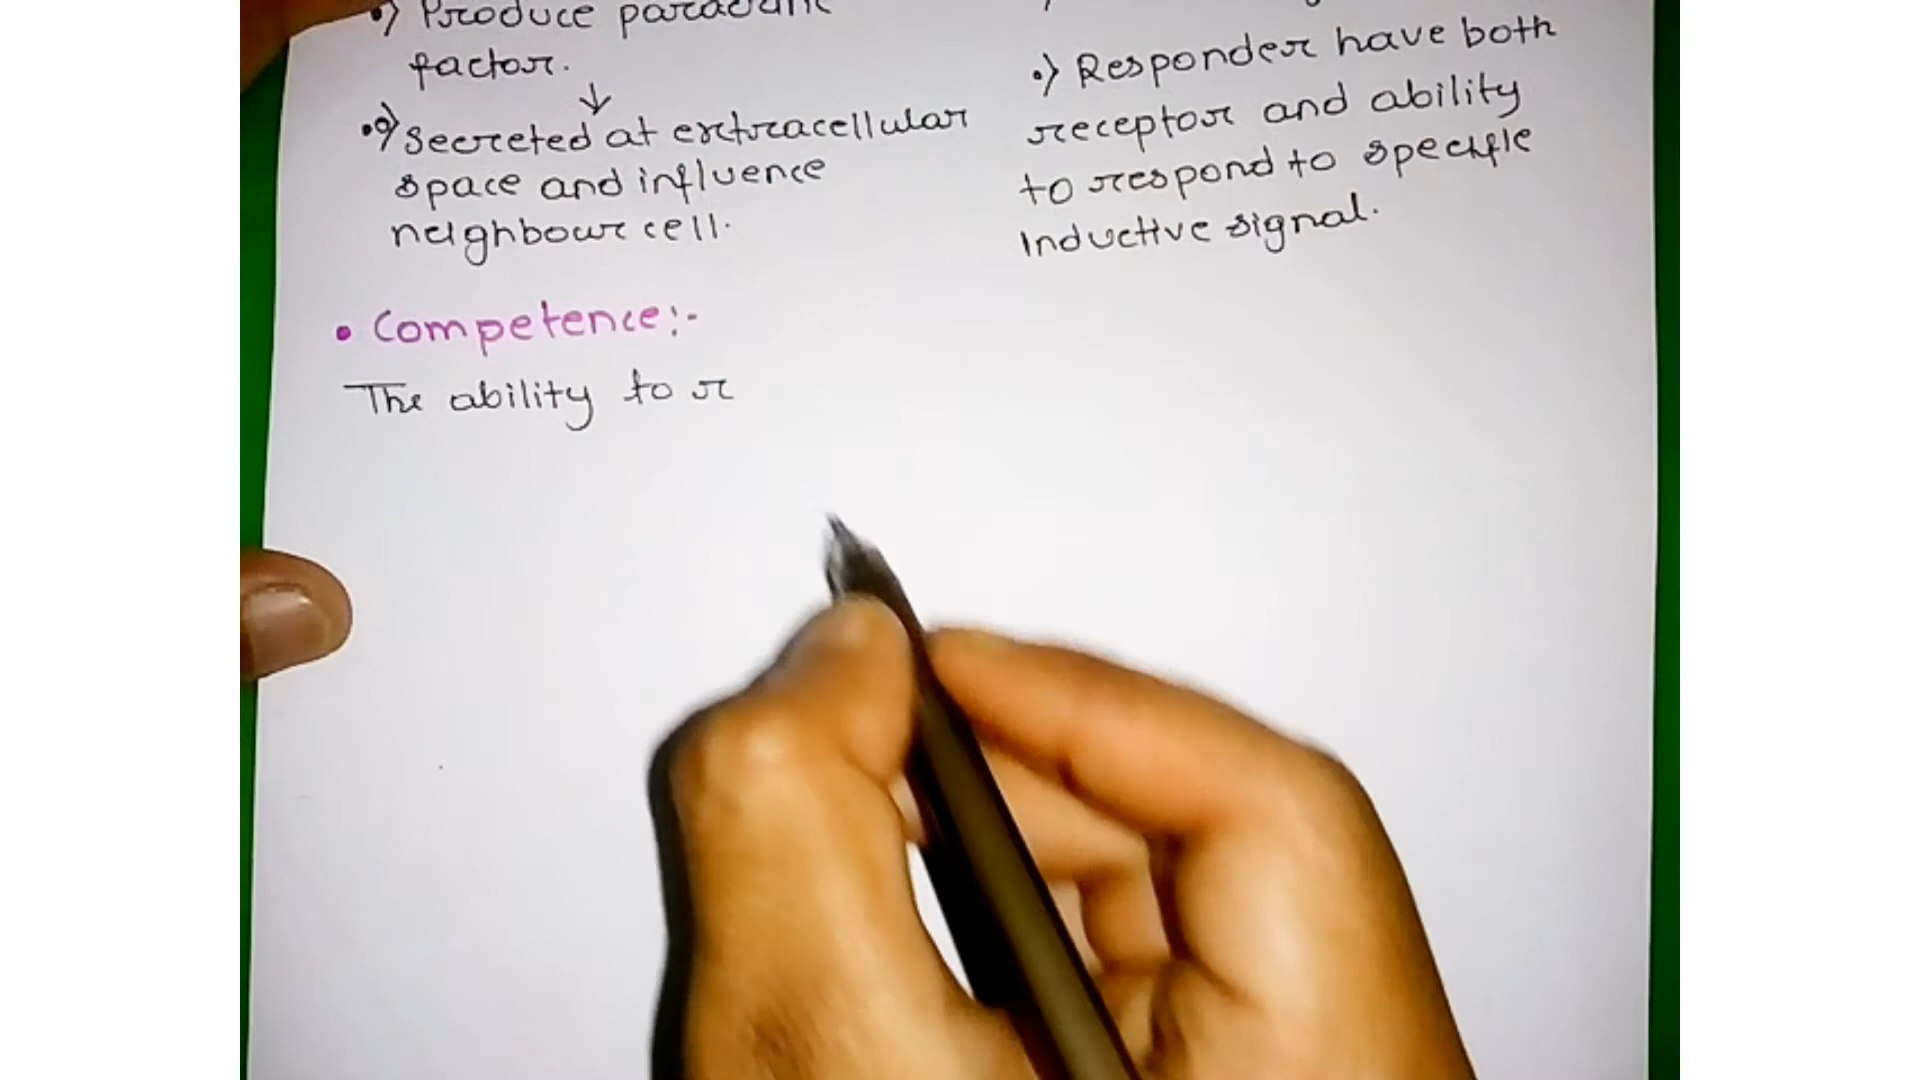 •) Produce
factor.
↓
•) Secreted at extracellular
space and influence
neighbour cell.
•) Responder have both
receptor and ability
to respond to specific
Inductive signal.
• Competence:-
The ability to r